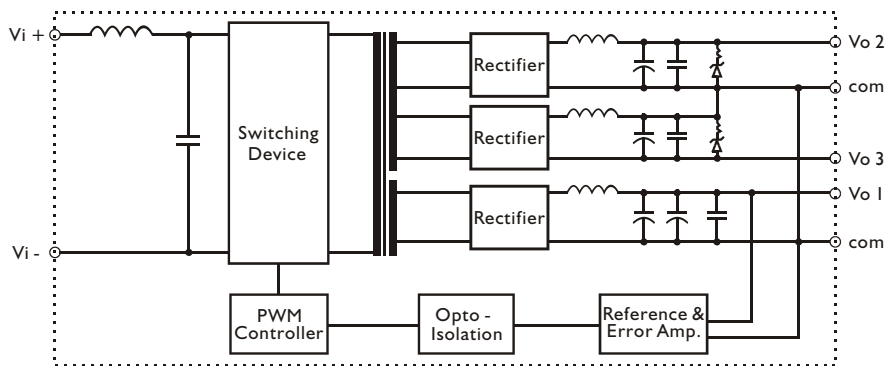 Vi +
Vo 2
Rectifier
com
Switching
Device
Rectifier
Vo 3
Vo 1
Rectifier
Vi -
com
PWM
Controller
Opto -
Isolation
Reference &
Error Amp.